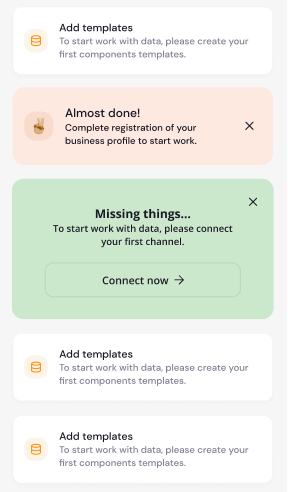 Add templates
To start work with data, please create your
first components templates.
Almost done!
Complete registration of your
business profile to start work.
Missing things...
To start work with data, please connect
your first channel.
Connect now
Add templates
To start work with data, please create your
first components templates.
Add templates
To start work with data, please create your
first components templates.